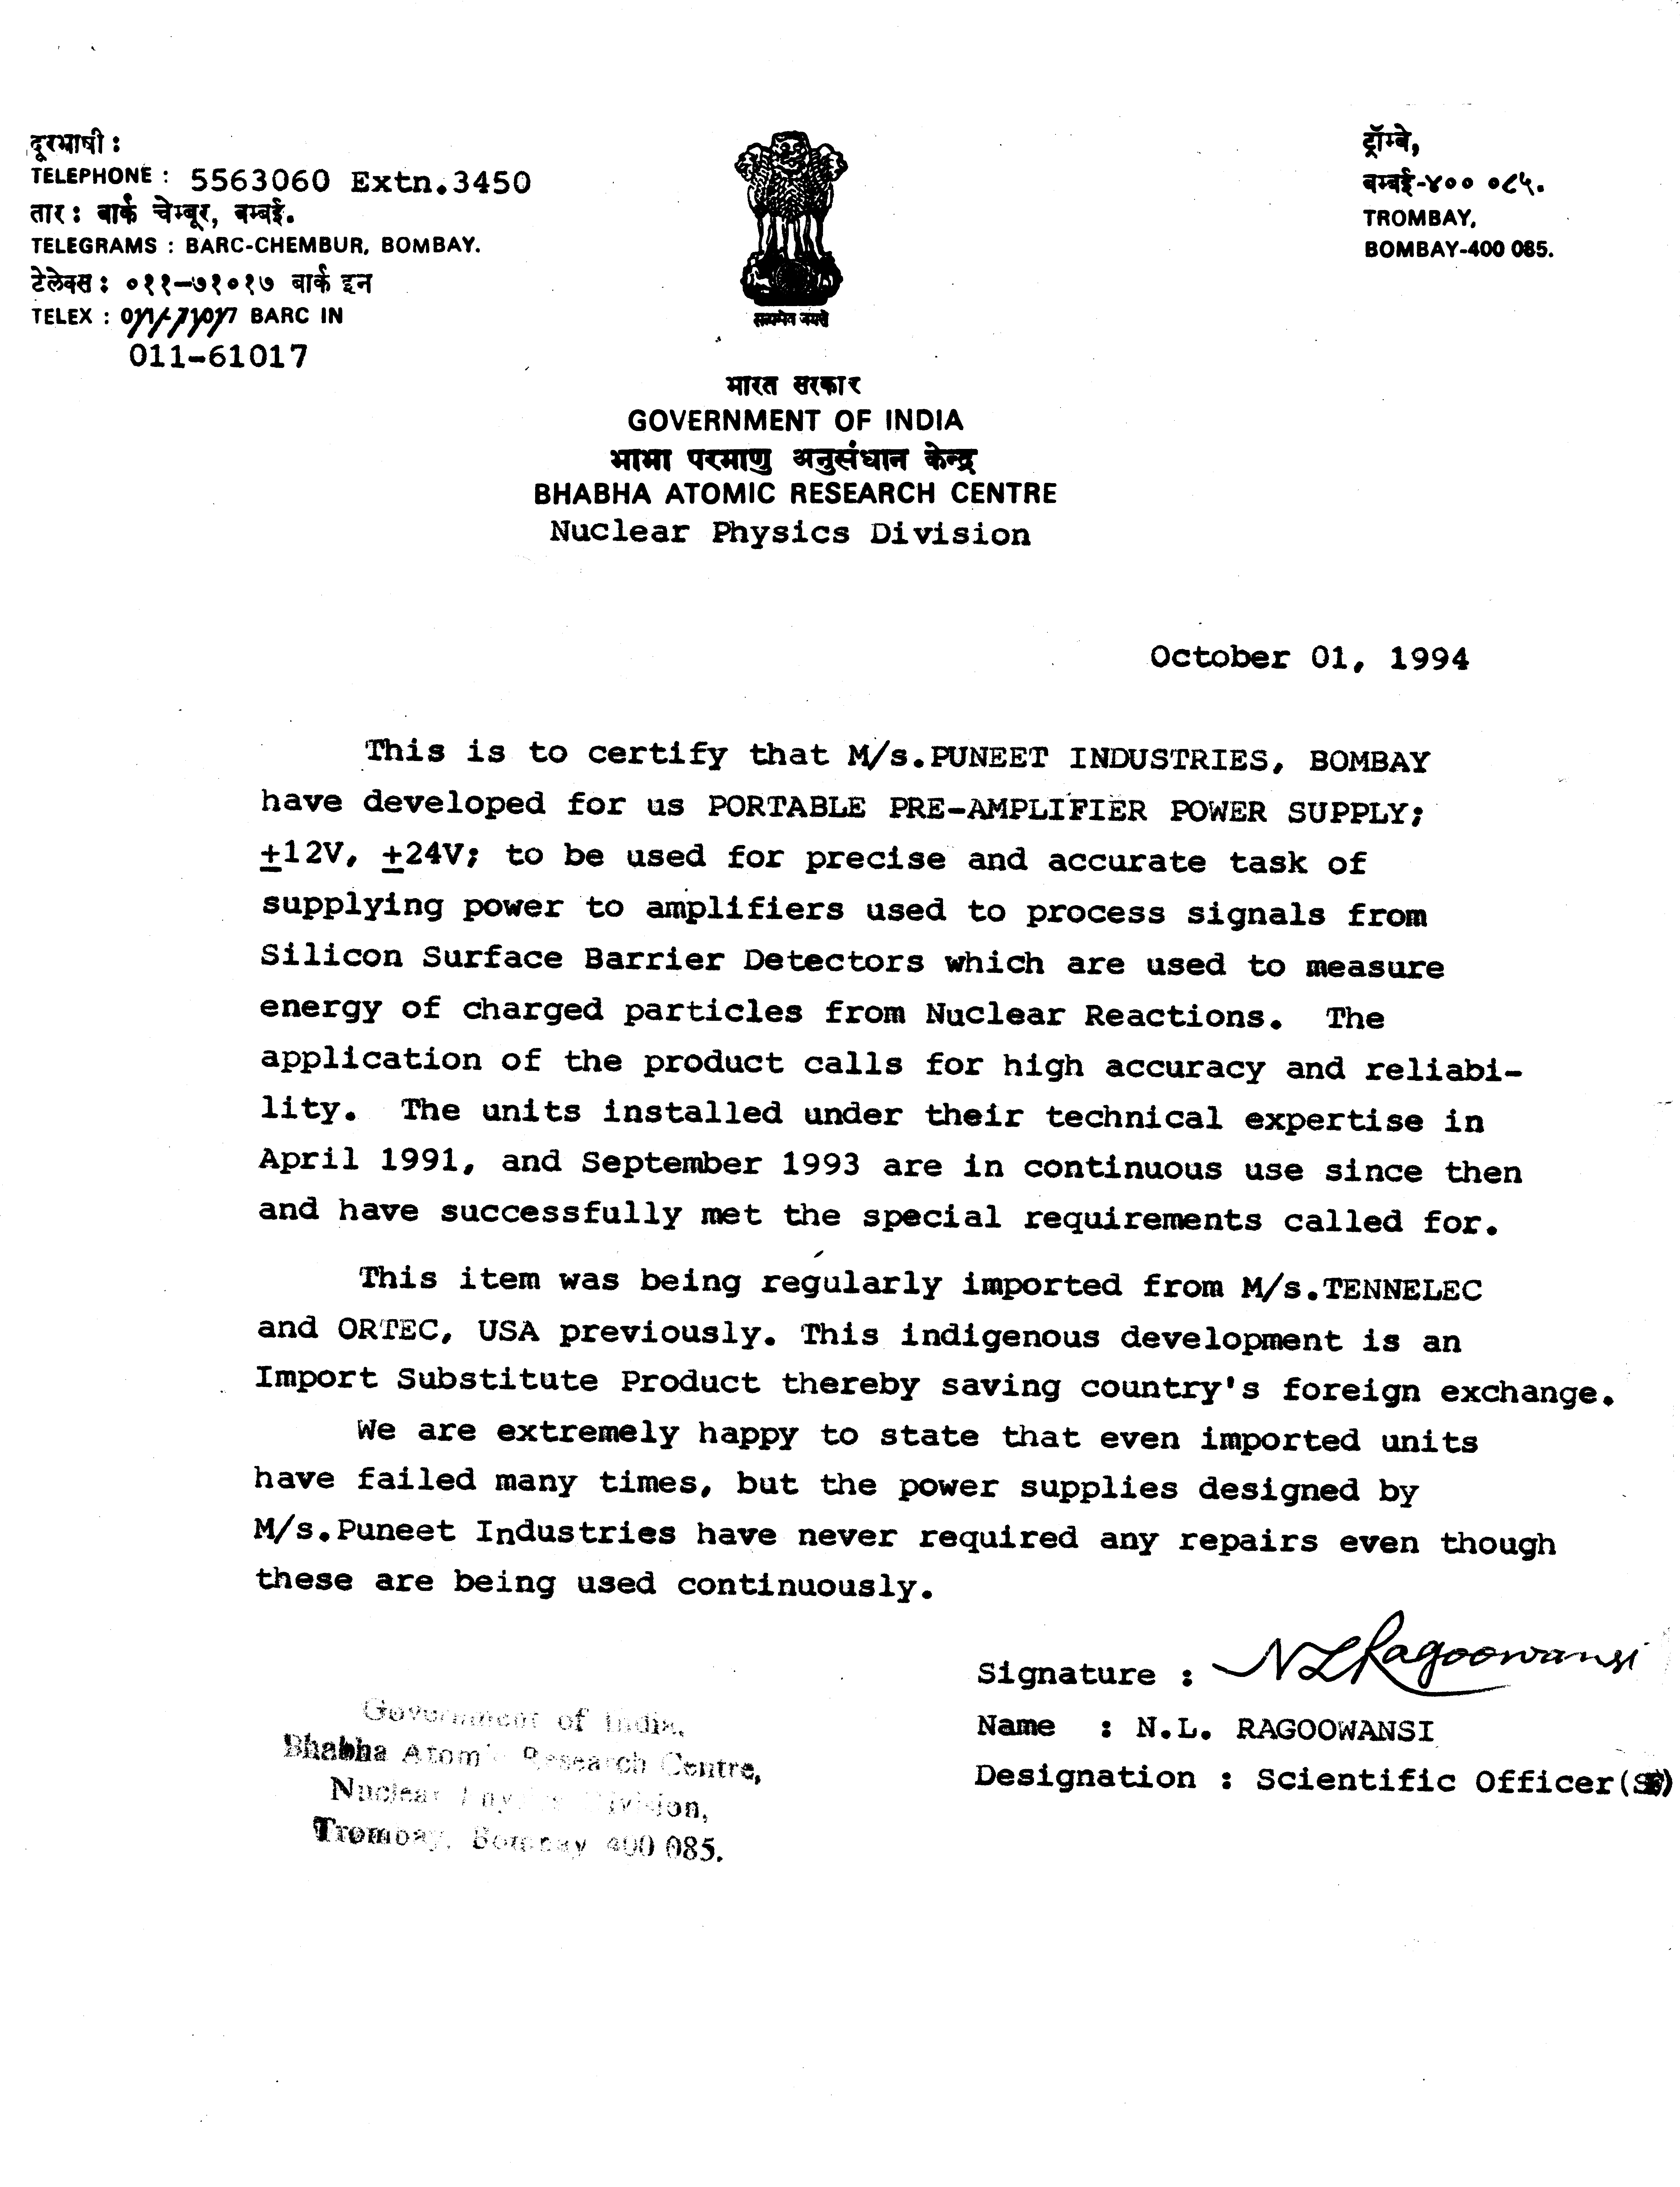 दूरभाषी :
TELEPHONE : 5563060 Extn.3450
तार : बार्क चेम्बूर, बम्बई.
TELEGRAMS : BARC-CHEMBUR, BOMBAY.
टेलेक्स : ०११-७१०१७ बार्क इन
TELEX : 011-71017 BARC IN
011-61017
ट्रॉम्बे,
बम्बई-४०० ०८५.
TROMBAY,
BOMBAY-400 085.
सत्यमेव जयते
भारत सरकार
GOVERNMENT OF INDIA
भाभा परमाणु अनुसंधान केन्द्र
BHABHA ATOMIC RESEARCH CENTRE
Nuclear Physics Division
October 01, 1994
This is to certify that M/s.PUNEET INDUSTRIES, BOMBAY
have developed for us PORTABLE PRE-AMPLIFIER POWER SUPPLY;
±12V, ±24V; to be used for precise and accurate task of
supplying power to amplifiers used to process signals from
Silicon Surface Barrier Detectors which are used to measure
energy of charged particles from Nuclear Reactions. The
application of the product calls for high accuracy and reliabi-
lity. The units installed under their technical expertise in
April 1991, and September 1993 are in continuous use since then
and have successfully met the special requirements called for.
This item was being regularly imported from M/s.TENNELEC
and ORTEC, USA previously. This indigenous development is an
Import Substitute Product thereby saving country's foreign exchange.
We are extremely happy to state that even imported units
have failed many times, but the power supplies designed by
M/s.Puneet Industries have never required any repairs even though
these are being used continuously.
Signature : NLRagoowansi
Name : N.L. RAGOOWANSI
Designation : Scientific Officer
Government of India,
Bhabha Atomic Research Centre,
Nuclear Physics Division,
Trombay, Bombay 400 085.